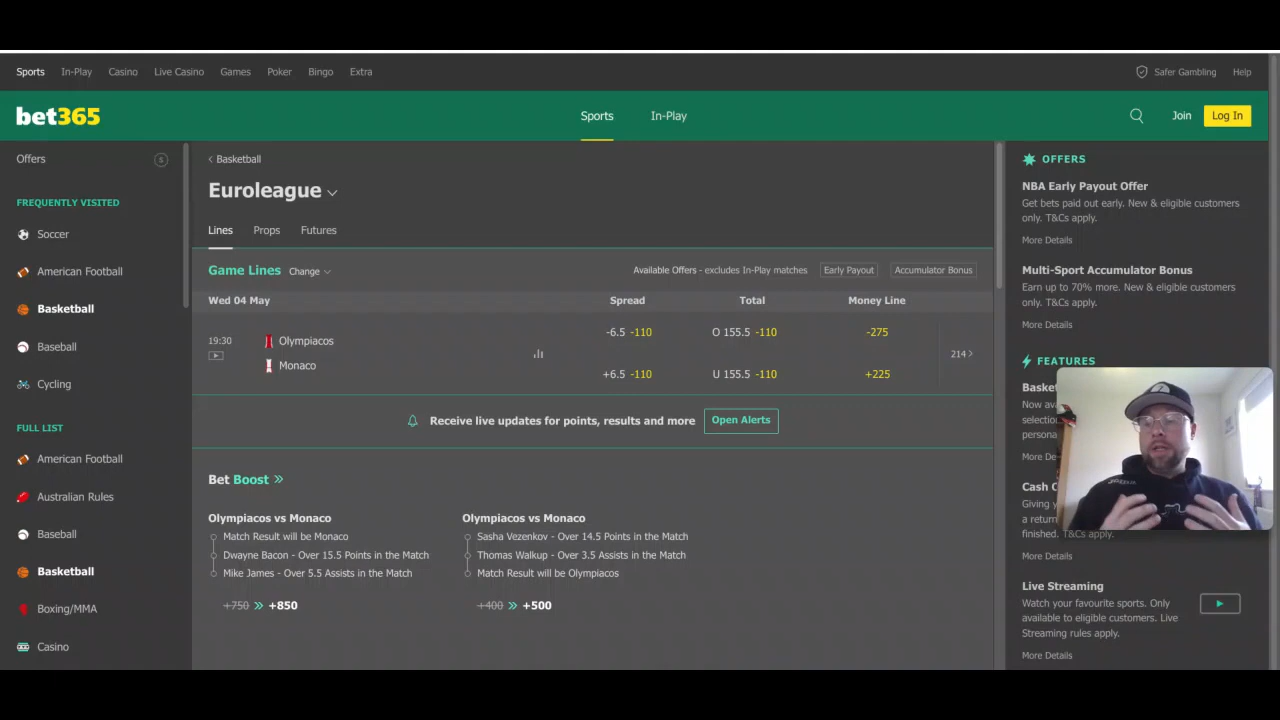 Sports In-Play Casino Live Casino Games Poker Bingo Extra Safer Gambling Help
bet365 Sports In-Play Join Log In
Offers 5
FREQUENTLY VISITED
Soccer
American Football
Basketball
Baseball
Cycling
FULL LIST
American Football
Australian Rules
Baseball
Basketball
Boxing/MMA
Casino
Basketball
Euroleague
Lines Props Futures
Game Lines Change Available Offers - excludes In-Play matches Early Payout Accumulator Bonus
Wed 04 May Spread Total Money Line
19:30 Olympiacos -6.5 -110 O 155.5 -110 -275
Monaco +6.5 -110 U 155.5 -110 +225
214
Receive live updates for points, results and more Open Alerts
Bet Boost
Olympiacos vs Monaco
Match Result will be Monaco
Dwayne Bacon - Over 15.5 Points in the Match
Mike James - Over 5.5 Assists in the Match
+750 +850
Olympiacos vs Monaco
Sasha Vezenkov - Over 14.5 Points in the Match
Thomas Walkup - Over 3.5 Assists in the Match
Match Result will be Olympiacos
+400 +500
OFFERS
NBA Early Payout Offer
Get bets paid out early. New & eligible customers
only. T&Cs apply.
More Details
Multi-Sport Accumulator Bonus
Earn up to 70% more. New & eligible customers
only. T&Cs apply.
More Details
FEATURES
Basket
Now
selection
persona
More De
Cash
Giving y
a return
finished. T&Cs apply.
More Details
Live Streaming
Watch your favourite sports. Only
available to eligible customers. Live
Streaming rules apply.
More Details